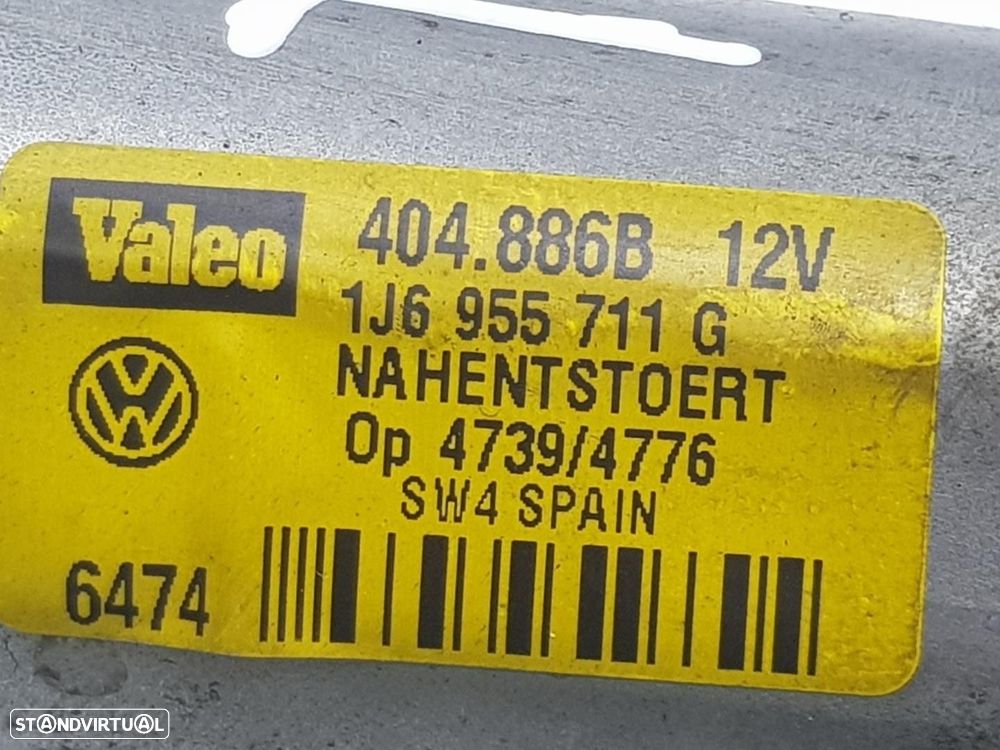 Valeo 404.886B 12V
1J6 955 711 G
NAHENTSTOERT
Op 4739/4776
SW4 SPAIN
6474
STANDVIRTUAL